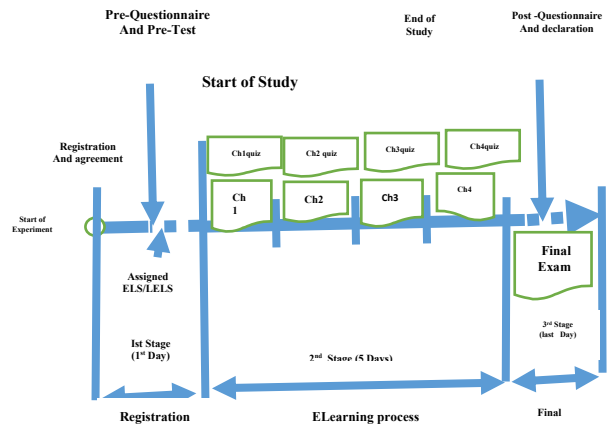 Pre-Questionnaire
And Pre-Test
End of
Study
Post -Questionnaire
And declaration
Start of Study
Registration
And agreement
Ch1quiz
Ch2 quiz
Ch3quiz
Ch4quiz
Ch
1
Ch2
Ch3
Ch4
Start of
Experiment
Assigned
ELS/LELS
Final
Exam
Ist Stage
(1st Day)
2nd Stage (5 Days)
3rd Stage
(last Day)
Registration
ELearning process
Final